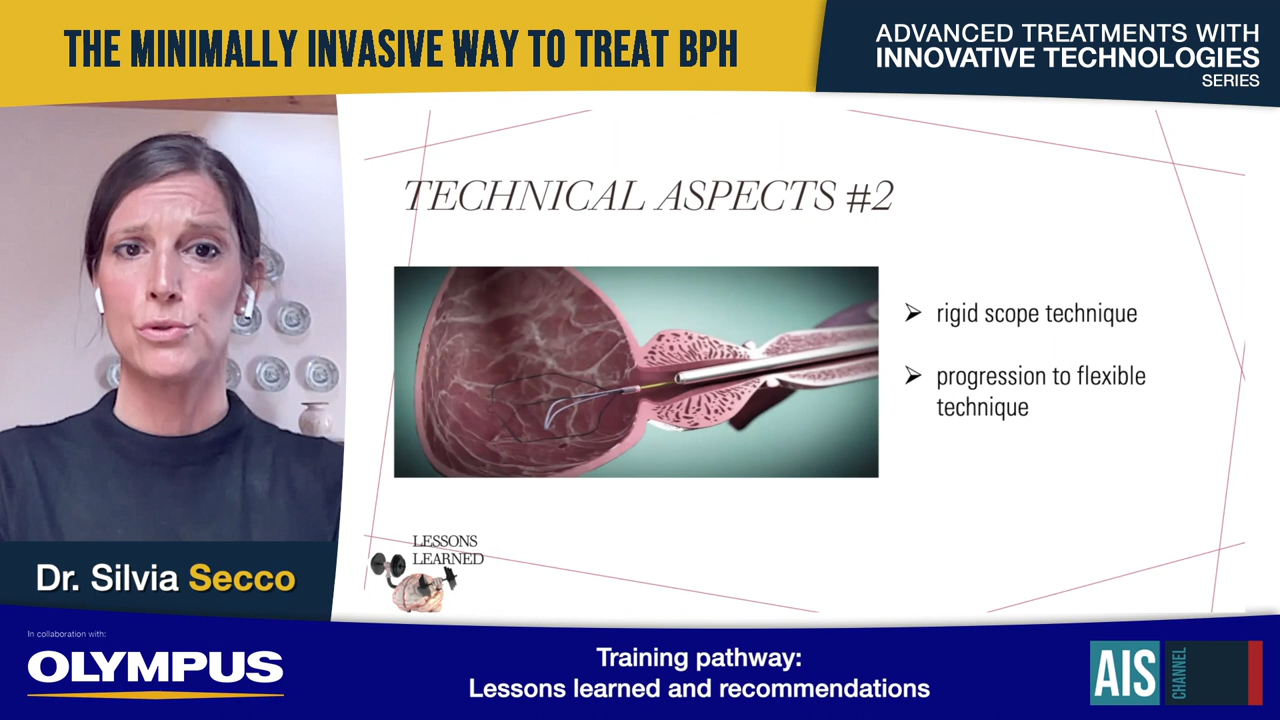 THE MINIMALLY INVASIVE WAY TO TREAT BPH
ADVANCED TREATMENTS WITH
INNOVATIVE TECHNOLOGIES
SERIES
TECHNICAL ASPECTS #2
➢ rigid scope technique
➢ progression to flexible
technique
LESSONS
LEARNED
Dr. Silvia Secco
In collaboration with:
OLYMPUS
Training pathway:
Lessons learned and recommendations
AIS
CHANNEL